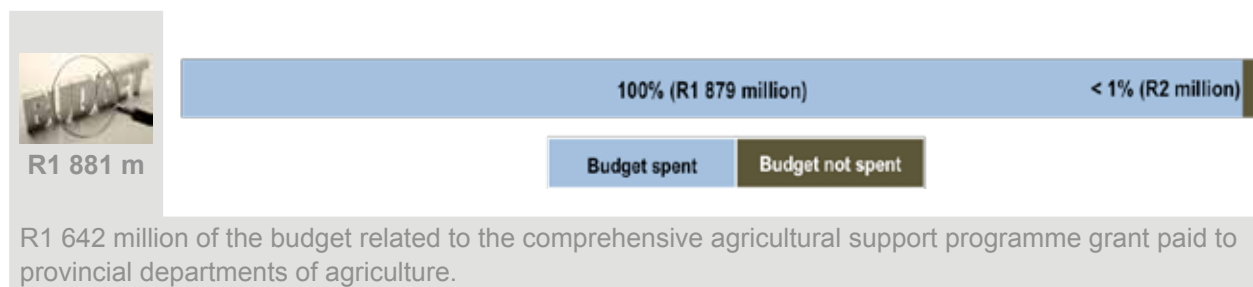 BUDGET
R1 881 m
100% (R1 879 million) < 1% (R2 million)
Budget spent Budget not spent
R1 642 million of the budget related to the comprehensive agricultural support programme grant paid to
provincial departments of agriculture.